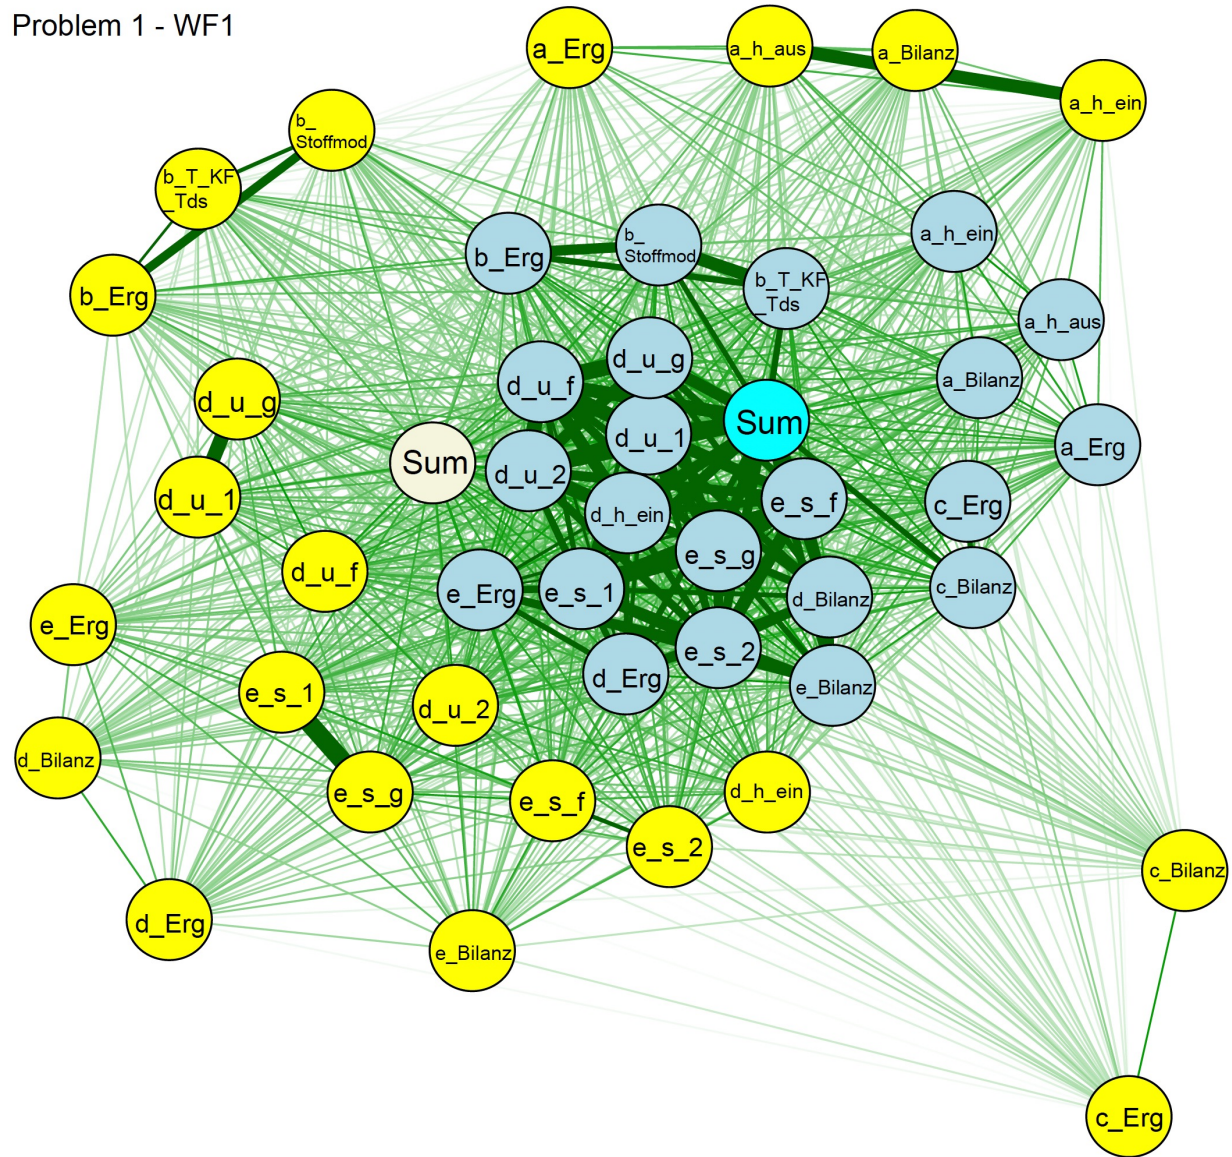 Problem 1 - WF1
a_Erg
a_h_aus
a_Bilanz
a_h_ein
b_
Stoffmod
b_T_KF
_Tds
b_Erg
b_Erg
b_
Stoffmod
b_T_KF
_Tds
a_h_ein
a_h_aus
a_Bilanz
a_Erg
d_u_g
d_u_f
d_u_g
d_u_1
Sum
Sum
d_u_1
d_u_2
d_h_ein
e_s_f
c_Erg
c_Bilanz
d_u_f
e_Erg
e_s_1
e_s_g
d_Bilanz
e_Erg
e_s_1
d_u_2
d_Erg
e_s_2
e_Bilanz
d_Bilanz
e_s_g
e_s_f
e_s_2
d_h_ein
d_Erg
e_Bilanz
c_Bilanz
c_Erg